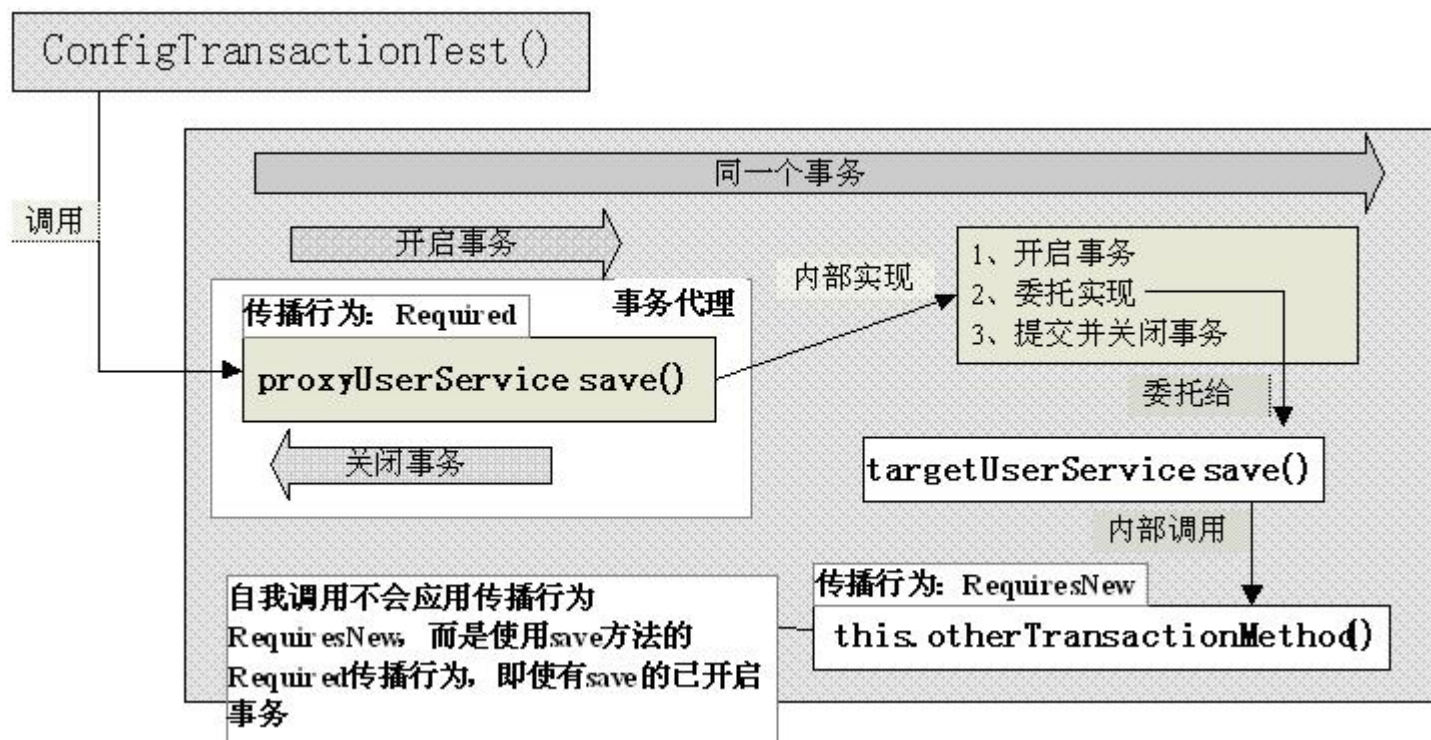 ConfigTransactionTest()
同一个事务
调用
开启事务
1、开启事务
2、委托实现
3、提交并关闭事务
内部实现
事务代理
传播行为: Required
proxyUserService save()
委托给
关闭事务
targetUserService save()
内部调用
传播行为: RequiresNew
this.otherTransactionMethod()
自我调用不会应用传播行为
RequiresNew, 而是使用save方法的
Required传播行为, 即使有save的已开启
事务